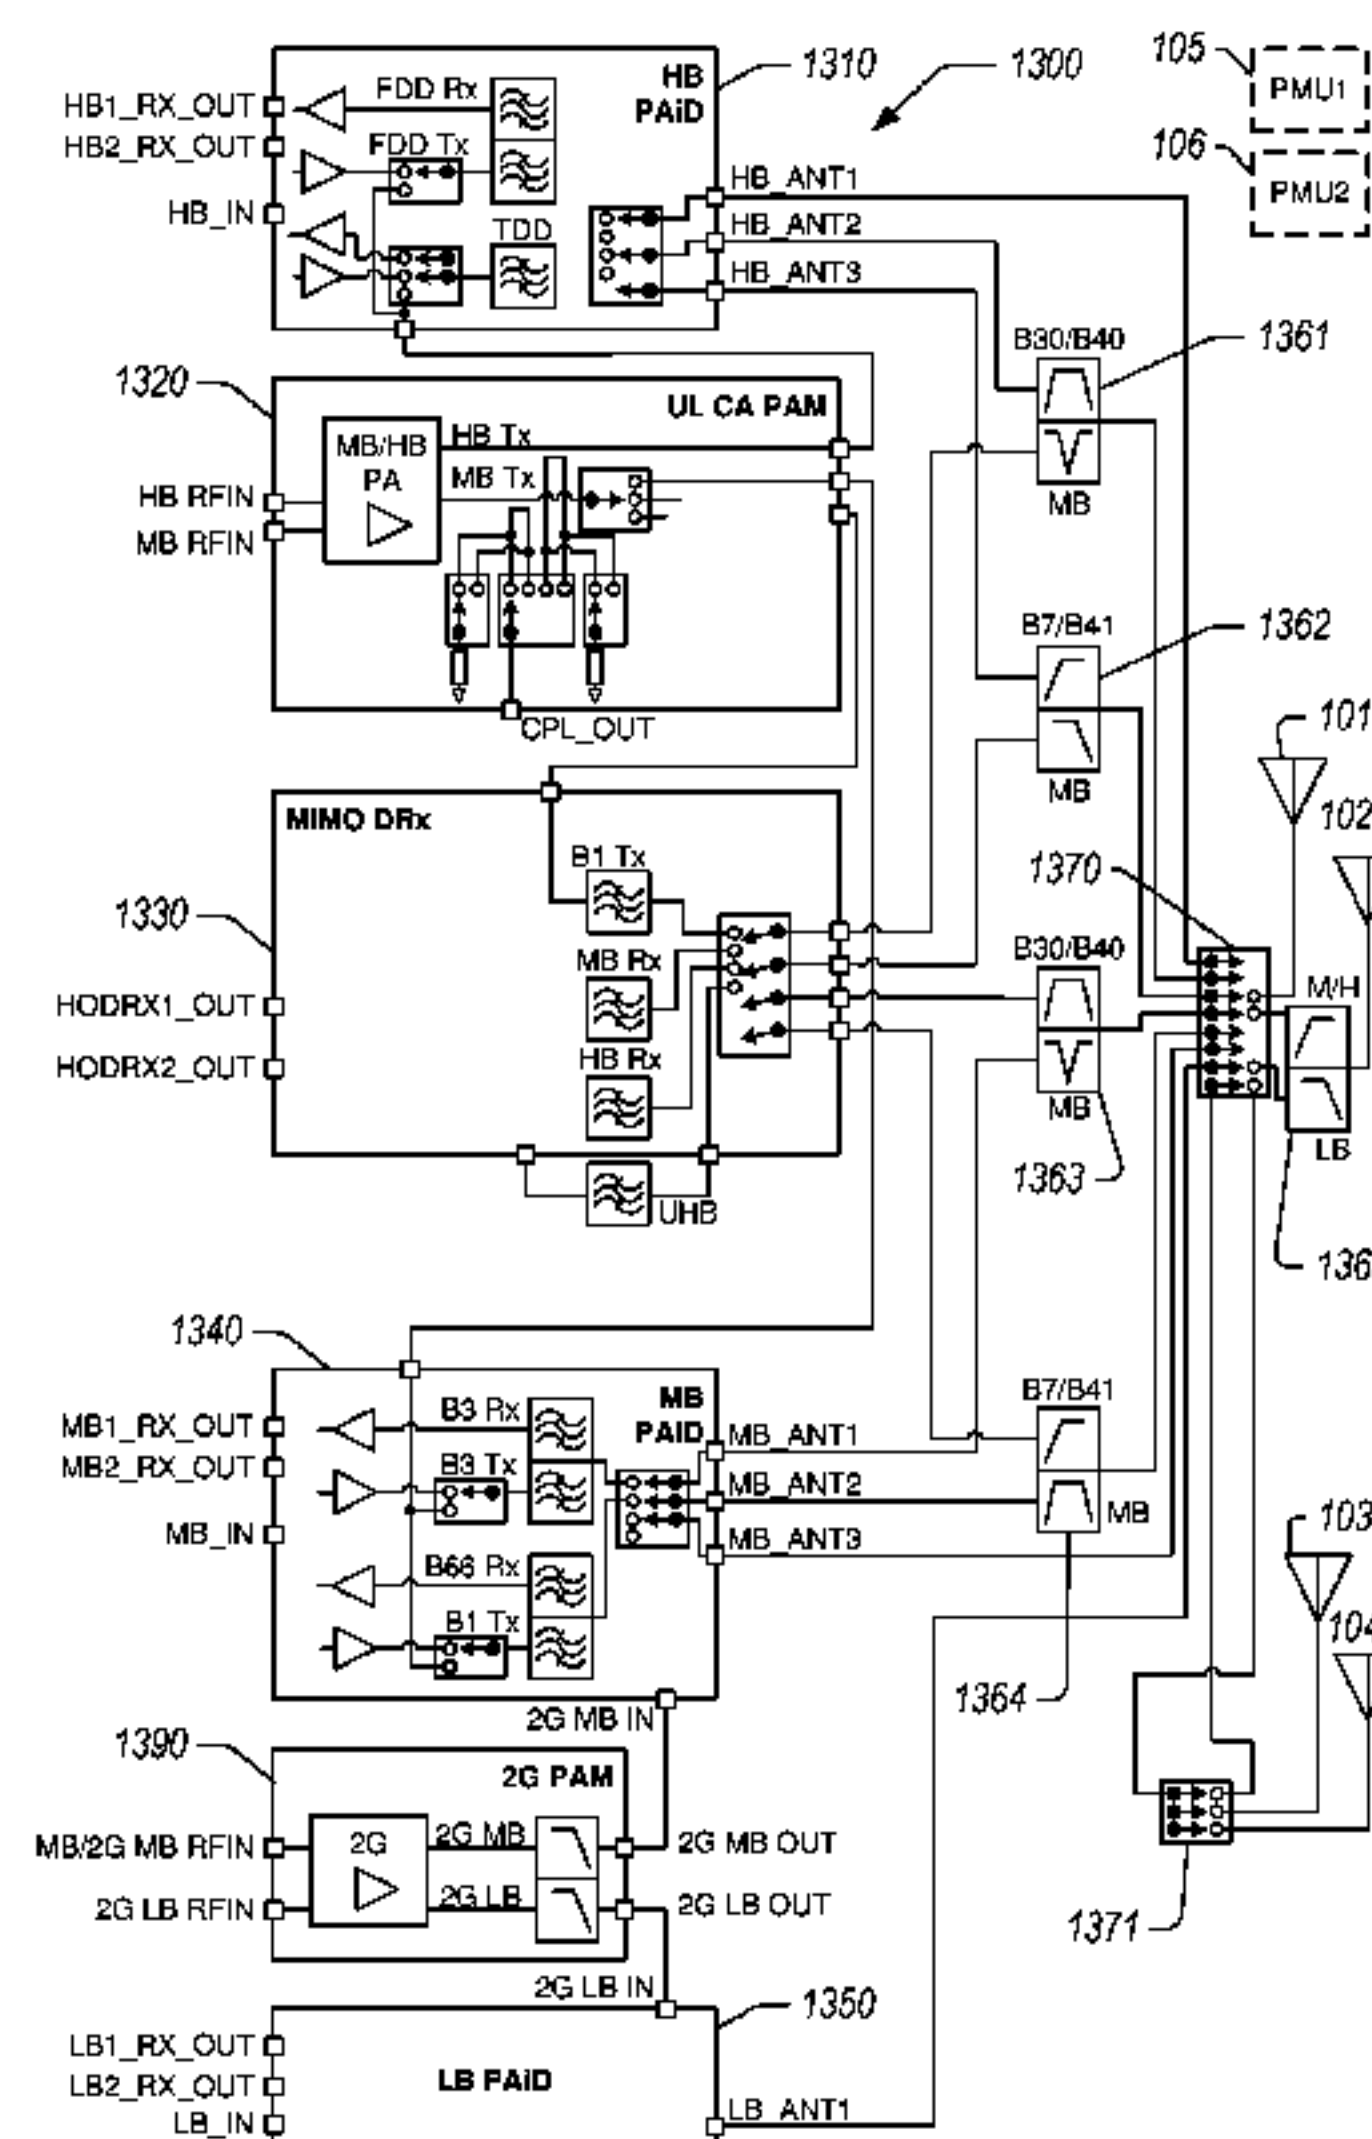 1310
1300
105
PMU1
106
PMU2
HB
PAiD
FDD Rx
FDD Tx
TDD
HB1_RX_OUT
HB2_RX_OUT
HB_IN
HB_ANT1
HB_ANT2
HB_ANT3
B30/B40
1361
MB
1320
UL CA PAM
MB/HB
PA
HB Tx
MB Tx
HB RFIN
MB RFIN
CPL_OUT
B7/B41
1362
MB
101
102
1370
MIMO DRx
B1 Tx
MB Rx
HB Rx
UHB
1330
HODRX1_OUT
HODRX2_OUT
B30/B40
MB
1363
M/H
LB
136
1340
MB
PAID
B3 Rx
B3 Tx
B66 Rx
B1 Tx
MB1_RX_OUT
MB2_RX_OUT
MB_IN
MB_ANT1
MB_ANT2
MB_ANT3
B7/B41
MB
1364
103
104
2G MB IN
1390
2G PAM
2G
2G MB
2G LB
MB/2G MB RFIN
2G LB RFIN
2G MB OUT
2G LB OUT
1371
2G LB IN
1350
LB1_RX_OUT
LB2_RX_OUT
LB_IN
LB PAiD
LB_ANT1